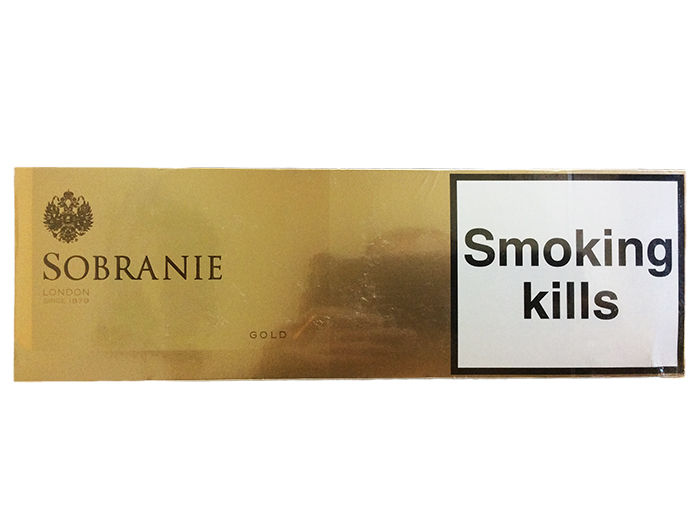 SOBRANIE
LONDON
SINCE 1879
GOLD
Smoking
kills